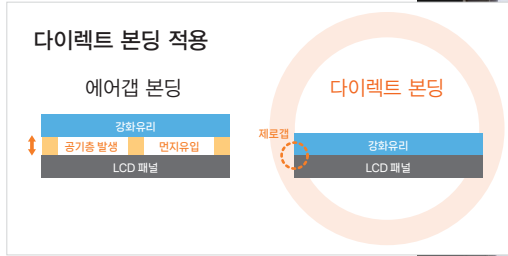 다이렉트 본딩 적용
에어갭 본딩
강화유리
공기층 발생 먼지유입
LCD 패널
다이렉트 본딩
제로갭
강화유리
LCD 패널